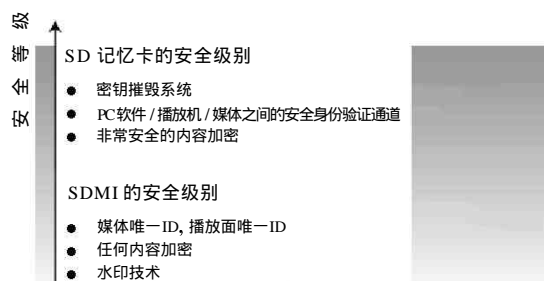 安全等级
SD 记忆卡的安全级别
● 密钥摧毁系统
● PC软件 / 播放机 / 媒体之间的安全身份验证通道
● 非常安全的内容加密
SDMI 的安全级别
● 媒体唯一ID, 播放面唯一ID
● 任何内容加密
● 水印技术